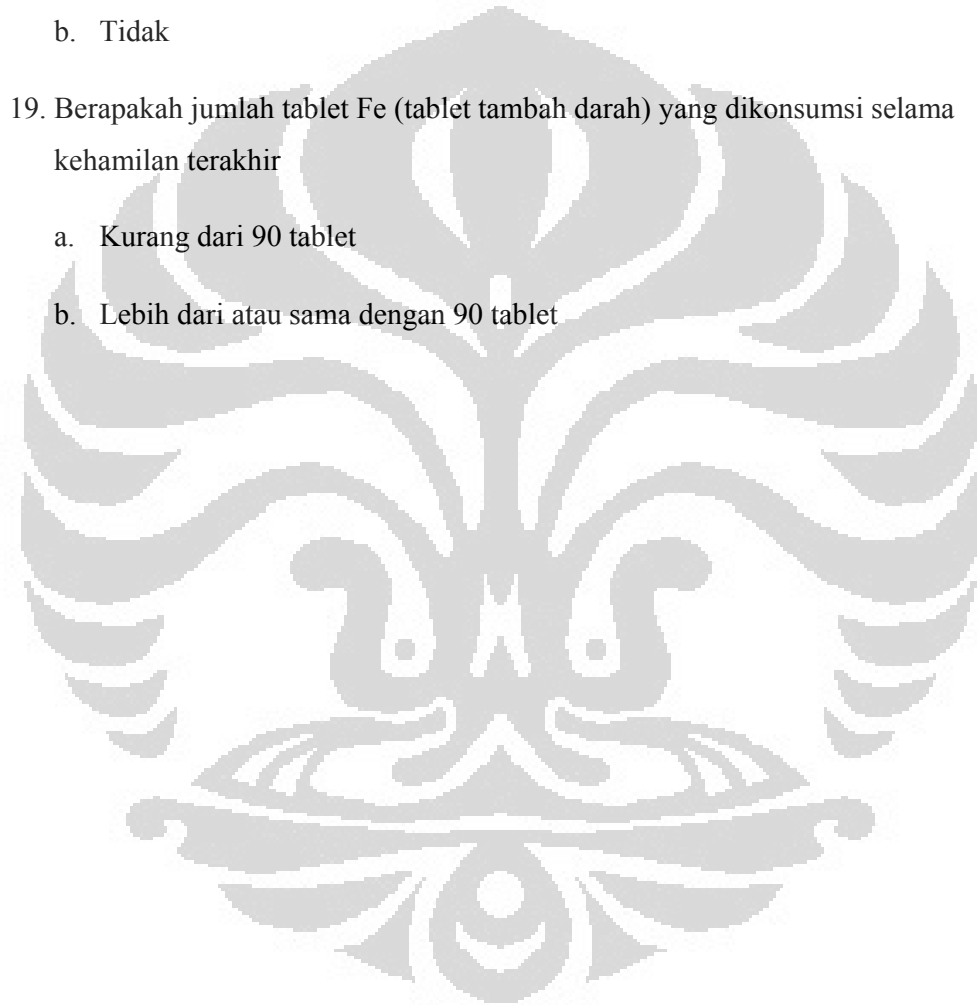 b. Tidak
19. Berapakah jumlah tablet Fe (tablet tambah darah) yang dikonsumsi selama
kehamilan terakhir
a. Kurang dari 90 tablet
b. Lebih dari atau sama dengan 90 tablet